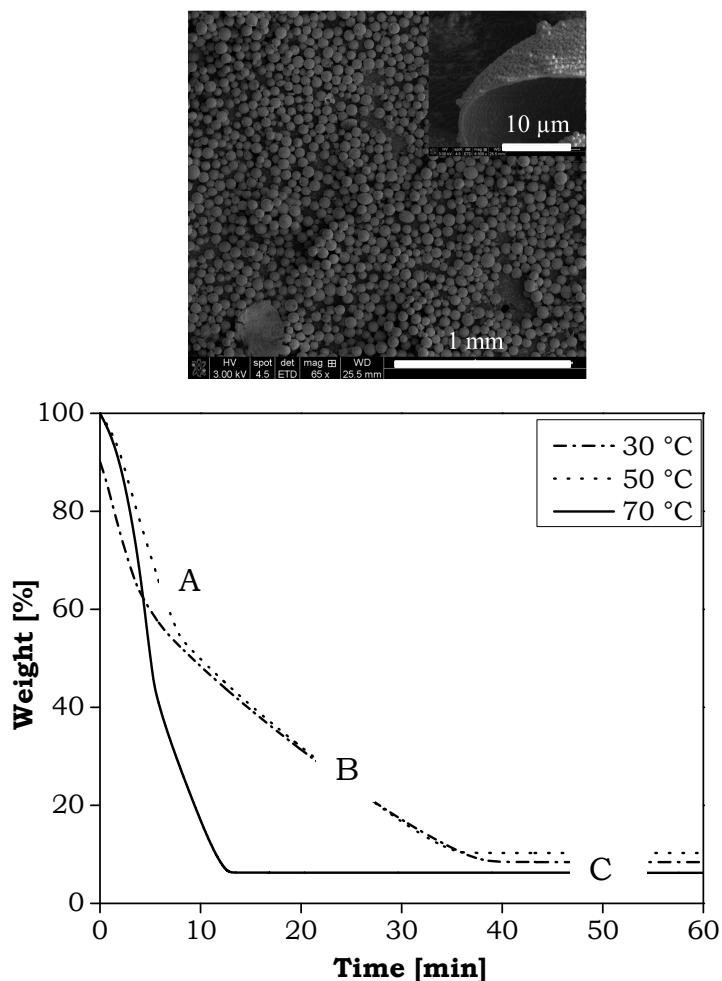 10 µm
1 mm
HV spot det mag ⊞ WD
3.00 kV 4.5 ETD 65 x 25.5 mm
100
80
60
40
20
0
Weight [%]
30 °C
50 °C
70 °C
A
B
C
0 10 20 30 40 50 60
Time [min]